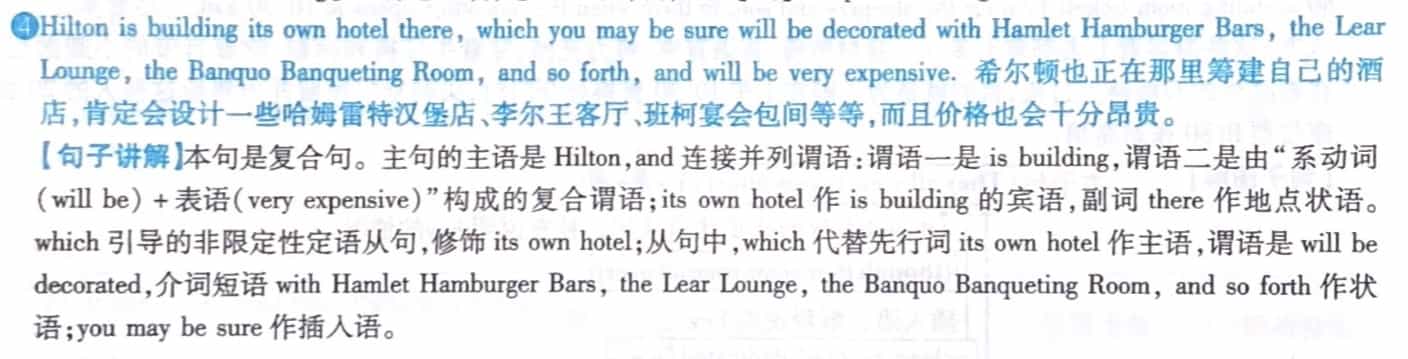 ④Hilton is building its own hotel there, which you may be sure will be decorated with Hamlet Hamburger Bars, the Lear
Lounge, the Banquo Banqueting Room, and so forth, and will be very expensive. 希尔顿也正在那里筹建自己的酒
店,肯定会设计一些哈姆雷特汉堡店、李尔王客厅、班柯宴会包间等等,而且价格也会十分昂贵。
【句子讲解】本句是复合句。主句的主语是 Hilton,and 连接并列谓语:谓语一是 is building,谓语二是由“系动词
(will be) + 表语(very expensive)”构成的复合谓语;its own hotel 作 is building 的宾语,副词 there 作地点状语。
which 引导的非限定性定语从句,修饰 its own hotel;从句中,which 代替先行词 its own hotel 作主语,谓语是 will be
decorated,介词短语 with Hamlet Hamburger Bars, the Lear Lounge, the Banquo Banqueting Room, and so forth 作状
语;you may be sure 作插入语。